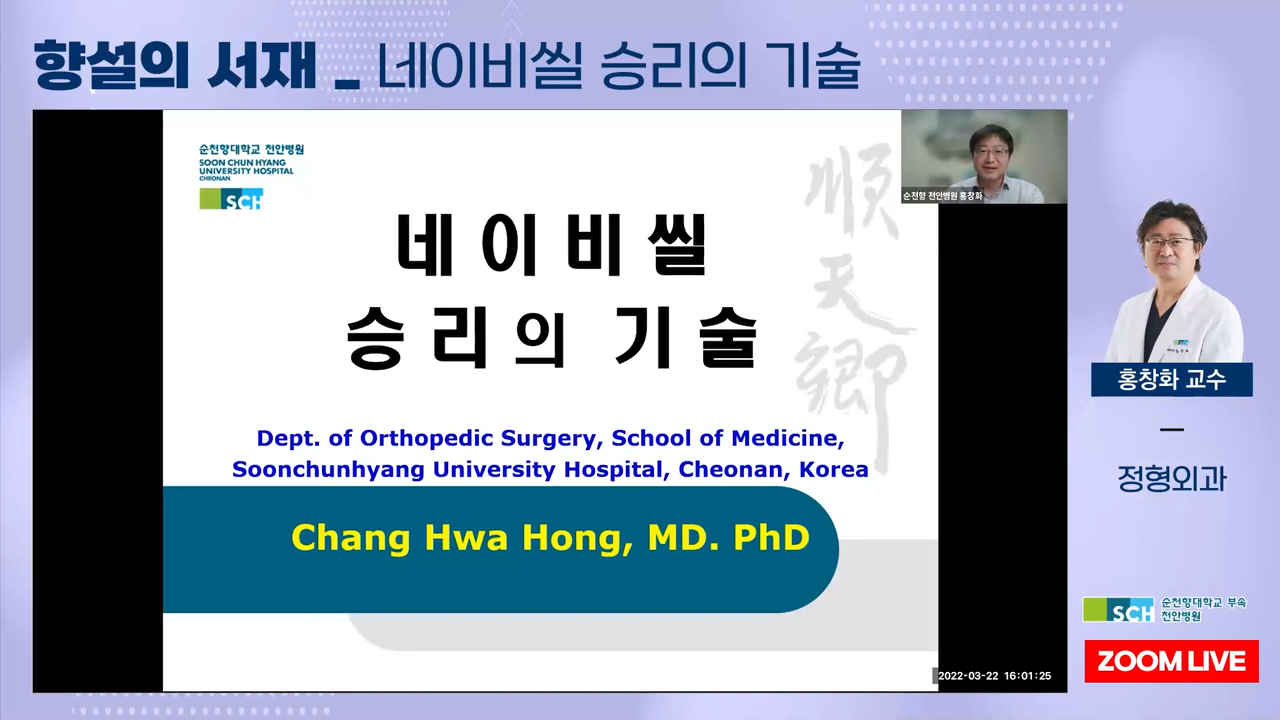 향설의 서재 _ 네이비씰 승리의 기술
순천향대학교 천안병원
SOON CHUN HYANG
UNIVERSITY HOSPITAL
CHEONAN
SCH
順天鄉
네이비씰
승리의 기술
Dept. of Orthopedic Surgery, School of Medicine,
Soonchunhyang University Hospital, Cheonan, Korea
Chang Hwa Hong, MD. PhD
순천향 천안병원 홍창화
2022-03-22 16:01:25
홍창화 교수
정형외과
SCH
순천향대학교 부속
천안병원
ZOOM LIVE